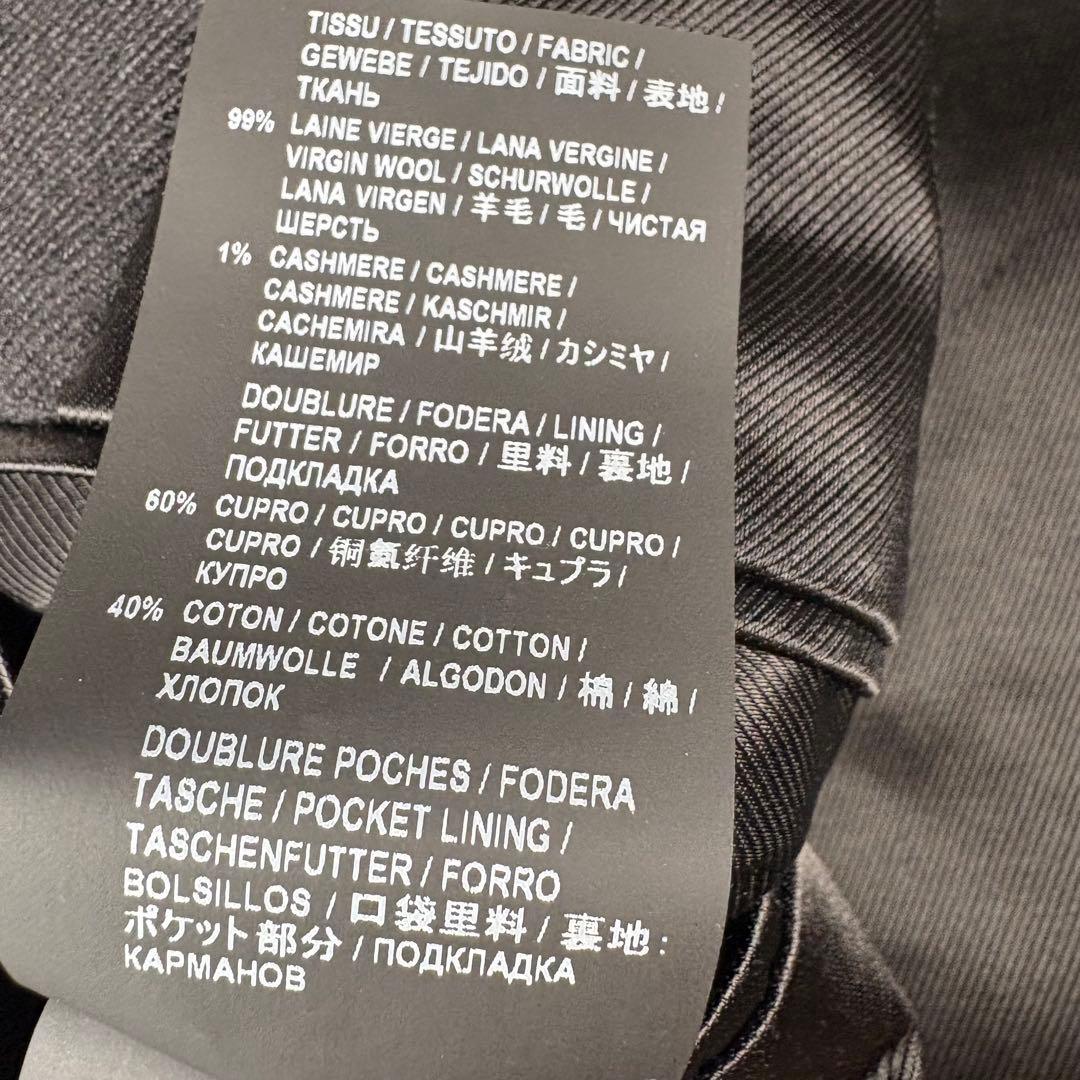 TISSU / TESSUTO / FABRIC /
GEWEBE / TEJIDO / 面料 / 表地 /
ТКАНЬ
99% LAINE VIERGE / LANA VERGINE /
VIRGIN WOOL / SCHURWOLLE /
LANA VIRGEN / 羊毛 / 毛 / ЧИСТАЯ
ШЕРСТЬ
1% CASHMERE / CASHMERE /
CASHMERE / KASCHMIR /
CACHEMIRA / 山羊绒 / カシミヤ /
КАШЕМИР
DOUBLURE / FODERA / LINING /
FUTTER / FORRO / 里料 / 裏地 /
ПОДКЛАДКА
60% CUPRO / CUPRO / CUPRO / CUPRO /
CUPRO / 铜氨纤维 / キュプラ /
КУПРО
40% COTON / COTONE / COTTON /
BAUMWOLLE / ALGODON / 棉 / 綿 /
ХЛОПОК
DOUBLURE POCHES / FODERA
TASCHE / POCKET LINING /
TASCHENFUTTER / FORRO
BOLSILLOS / 口袋里料 / 裏地:
ポケット部分 / ПОДКЛАДКА
КАРМАНОВ